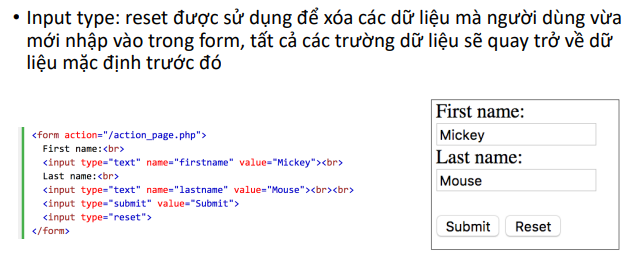 • Input type: reset được sử dụng để xóa các dữ liệu mà người dùng vừa
mới nhập vào trong form, tất cả các trường dữ liệu sẽ quay trở về dữ
liệu mặc định trước đó
<form action="/action_page.php">
First name:<br>
<input type="text" name="firstname" value="Mickey"><br>
Last name:<br>
<input type="text" name="lastname" value="Mouse"><br><br>
<input type="submit" value="Submit">
<input type="reset">
</form>
First name:
Mickey
Last name:
Mouse
Submit Reset